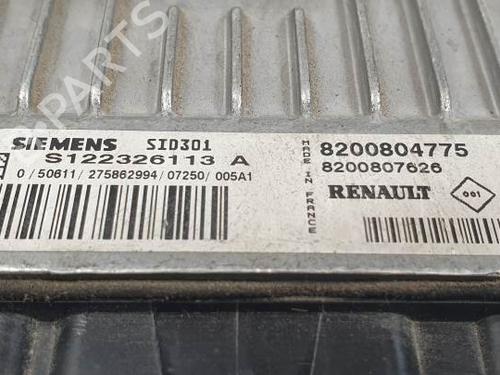 PARTS
SIEMENS SID301
S122326113 A
0 / 50611 / 275862994 / 07250 / 005A1
MADE IN FRANCE
8200804775
8200807626
RENAULT
001